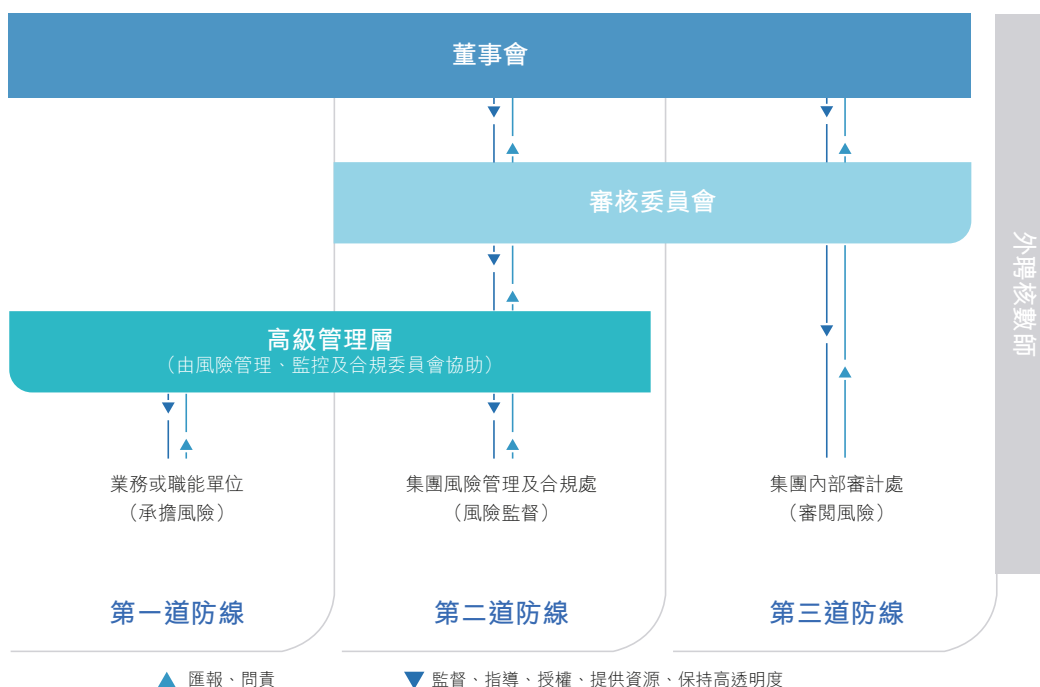 董事會
審核委員會
外聘核數師
高級管理層
（由風險管理、監控及合規委員會協助）
業務或職能單位
（承擔風險）
集團風險管理及合規處
（風險監督）
集團內部審計處
（審閱風險）
第一道防線
第二道防線
第三道防線
匯報、問責
監督、指導、授權、提供資源、保持高透明度